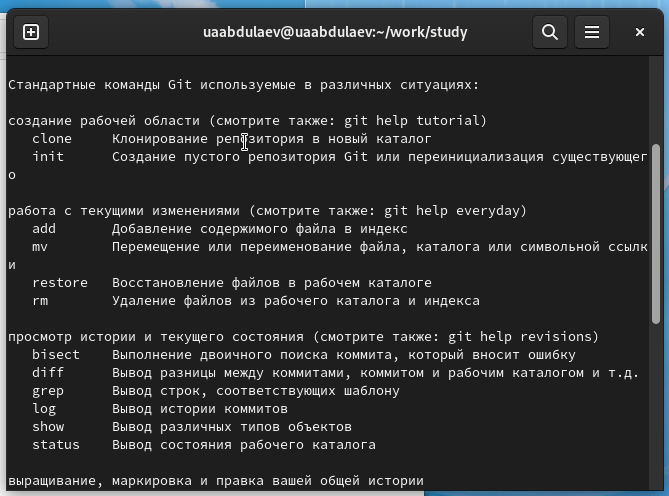 uaabdulaev@uaabdulaev:~/work/study
Стандартные команды Git используемые в различных ситуациях:
создание рабочей области (смотрите также: git help tutorial)
clone Клонирование репозитория в новый каталог
init Создание пустого репозитория Git или переинициализация существующег
о
работа с текущими изменениями (смотрите также: git help everyday)
add Добавление содержимого файла в индекс
mv Перемещение или переименование файла, каталога или символьной ссылк
и
restore Восстановление файлов в рабочем каталоге
rm Удаление файлов из рабочего каталога и индекса
просмотр истории и текущего состояния (смотрите также: git help revisions)
bisect Выполнение двоичного поиска коммита, который вносит ошибку
diff Вывод разницы между коммитами, коммитом и рабочим каталогом и т.д.
grep Вывод строк, соответствующих шаблону
log Вывод истории коммитов
show Вывод различных типов объектов
status Вывод состояния рабочего каталога
выращивание, маркировка и правка вашей общей истории